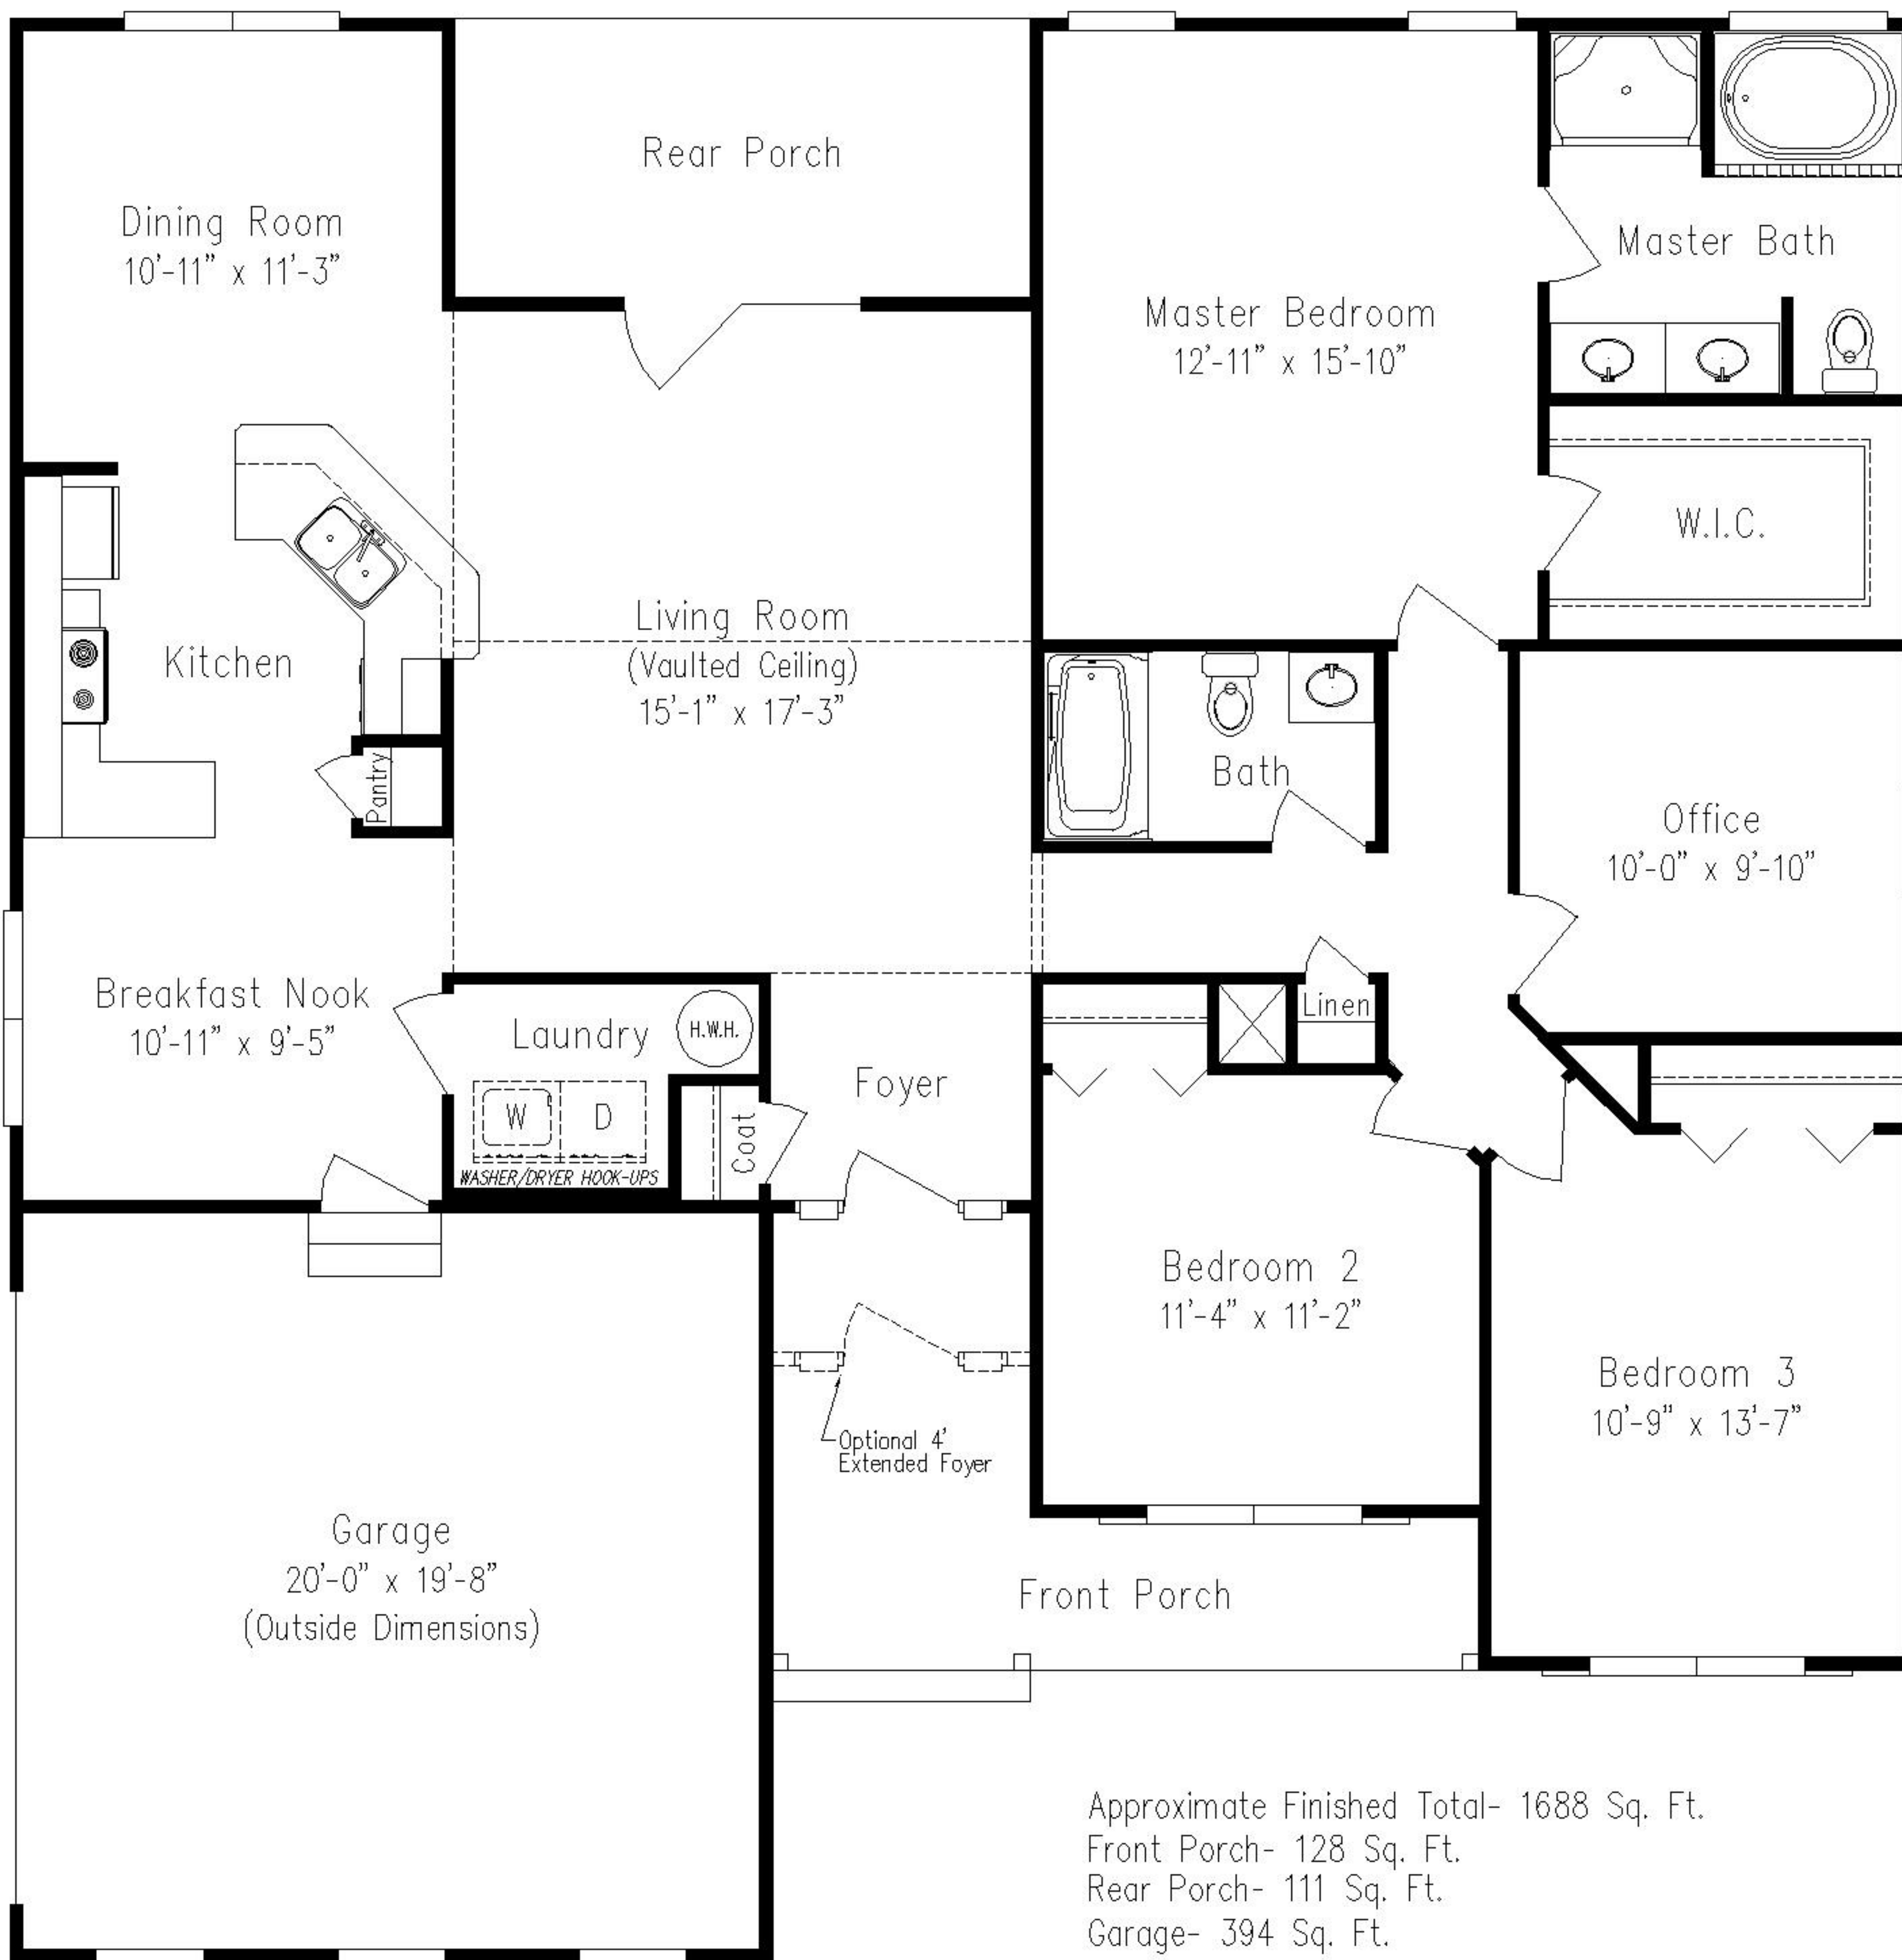 Rear Porch
Dining Room
10'-11" x 11'-3"
Master Bath
Master Bedroom
12'-11" x 15'-10"
W.I.C.
Living Room
(Vaulted Ceiling)
15'-1" x 17'-3"
Kitchen
Pantry
Bath
Office
10'-0" x 9'-10"
Breakfast Nook
10'-11" x 9'-5"
Laundry
H.W.H.
Linen
Foyer
W
D
WASHER/DRYER HOOK-UPS
Coat
Bedroom 2
11'-4" x 11'-2"
Bedroom 3
10'-9" x 13'-7"
Optional 4'
Extended Foyer
Garage
20'-0" x 19'-8"
(Outside Dimensions)
Front Porch
Approximate Finished Total- 1688 Sq. Ft.
Front Porch- 128 Sq. Ft.
Rear Porch- 111 Sq. Ft.
Garage- 394 Sq. Ft.